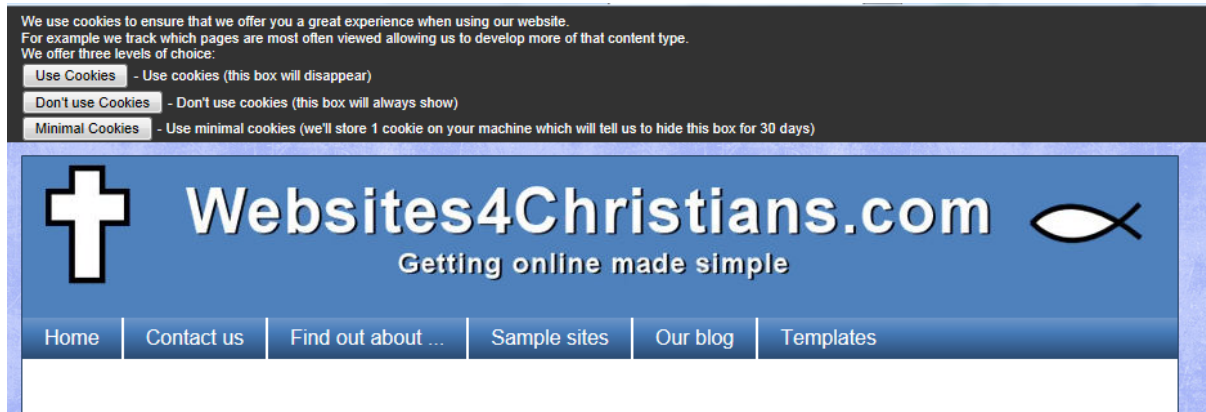 We use cookies to ensure that we offer you a great experience when using our website.
For example we track which pages are most often viewed allowing us to develop more of that content type.
We offer three levels of choice:
Use Cookies - Use cookies (this box will disappear)
Don't use Cookies - Don't use cookies (this box will always show)
Minimal Cookies - Use minimal cookies (we'll store 1 cookie on your machine which will tell us to hide this box for 30 days)
Websites4Christians.com
Getting online made simple
Home Contact us Find out about ... Sample sites Our blog Templates